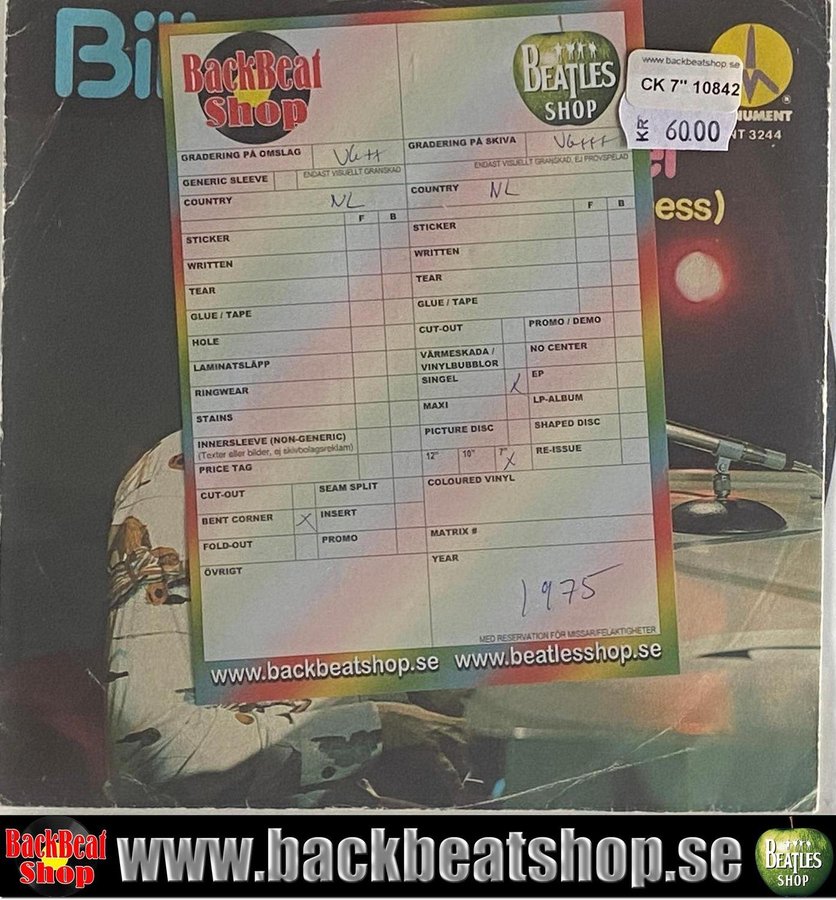 Bil
BackBeat
Shop
BEATLES
SHOP
www.backbeatshop.se
CK 7" 10842
KR 6000
NUMENT
NT 3244
ess)
GRADERING PÅ OMSLAG VG++
ENDAST VISUELLT GRANSKAD
GENERIC SLEEVE
COUNTRY NL
F B
STICKER
WRITTEN
TEAR
GLUE / TAPE
HOLE
LAMINATSLÄPP
RINGWEAR
STAINS
INNERSLEEVE (NON-GENERIC)
(Texter eller bilder, ej skivbolagsreklam)
PRICE TAG
CUT-OUT SEAM SPLIT
BENT CORNER X INSERT
FOLD-OUT PROMO
ÖVRIGT
GRADERING PÅ SKIVA VG+++
ENDAST VISUELLT GRANSKAD, EJ PROVSPELAD
COUNTRY NL
F B
STICKER
WRITTEN
TEAR
GLUE / TAPE
CUT-OUT PROMO / DEMO
VÄRMESKADA /
VINYLBUBBLOR NO CENTER
SINGEL X EP
MAXI LP-ALBUM
PICTURE DISC SHAPED DISC
12" 10" 7" X RE-ISSUE
COLOURED VINYL
MATRIX #
YEAR
1975
MED RESERVATION FÖR MISSAR/FELAKTIGHETER
www.backbeatshop.se www.beatlesshop.se
BackBeat
Shop
www.backbeatshop.se
BEATLES
SHOP